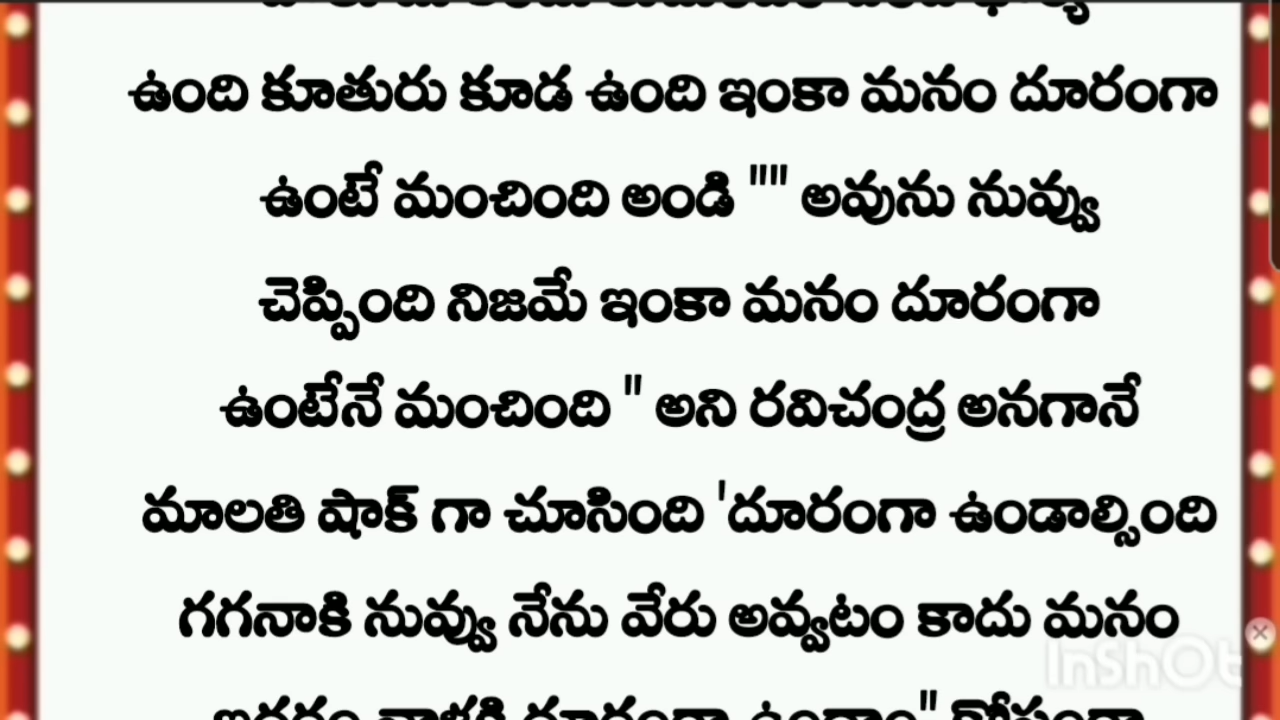 ఉంది కూతురు కూడ ఉంది ఇంకా మనం దూరంగా
ఉంటే మంచింది అండి "" అవును నువ్వు
చెప్పింది నిజమే ఇంకా మనం దూరంగా
ఉంటేనే మంచింది " అని రవిచంద్ర అనగానే
మాలతి షాక్ గా చూసింది 'దూరంగా ఉండాల్సింది
గగనాకి నువ్వు నేను వేరు అవ్వటం కాదు మనం
InShOt